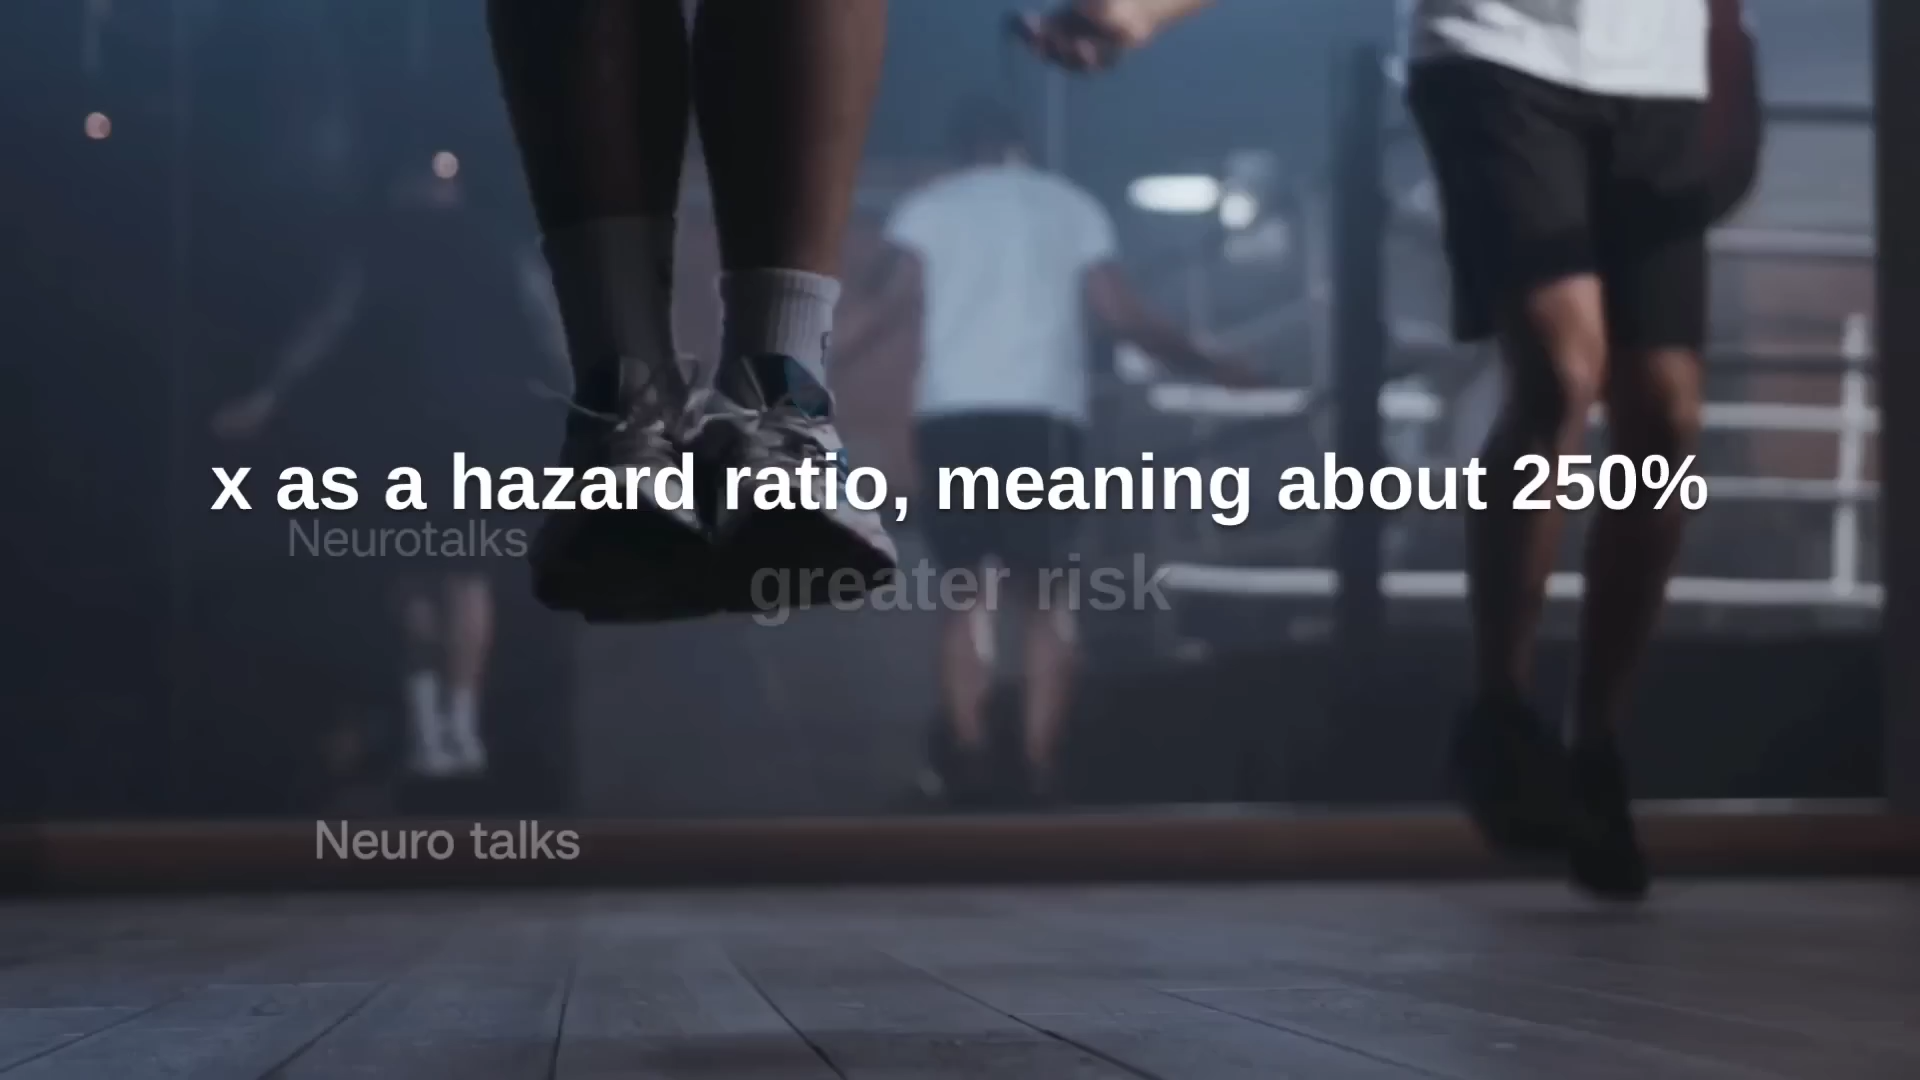 x as a hazard ratio, meaning about 250%
Neurotalks
greater risk
Neuro talks